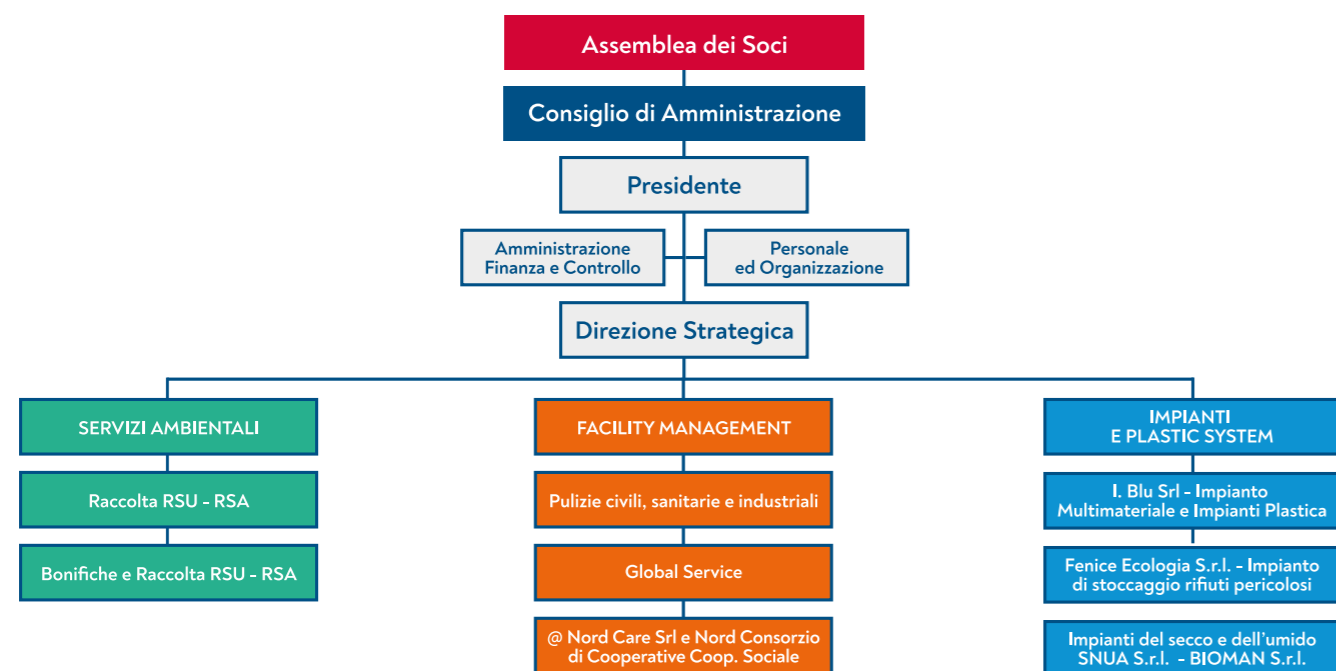 Assemblea dei Soci
Consiglio di Amministrazione
Presidente
Amministrazione
Finanza e Controllo
Personale
ed Organizzazione
Direzione Strategica
SERVIZI AMBIENTALI
Raccolta RSU - RSA
Bonifiche e Raccolta RSU - RSA
FACILITY MANAGEMENT
Pulizie civili, sanitarie e industriali
Global Service
@ Nord Care Srl e Nord Consorzio
di Cooperative Coop. Sociale
IMPIANTI
E PLASTIC SYSTEM
I. Blu Srl - Impianto
Multimateriale e Impianti Plastica
Fenice Ecologia S.r.l. - Impianto
di stoccaggio rifiuti pericolosi
Impianti del secco e dell'umido
SNUA S.r.l. - BIOMAN S.r.l.